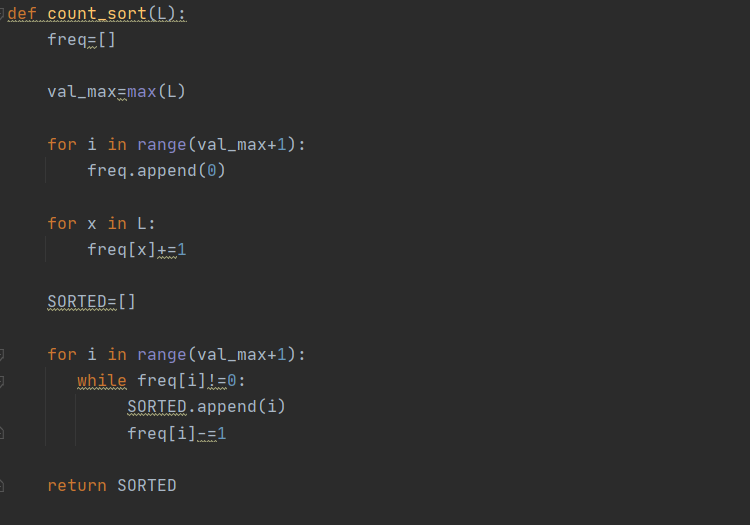 def count_sort(L):
    freq=[]

    val_max=max(L)

    for i in range(val_max+1):
        freq.append(0)

    for x in L:
        freq[x]+=1

    SORTED=[]

    for i in range(val_max+1):
       while freq[i]!=0:
            SORTED.append(i)
            freq[i]-=1

    return SORTED